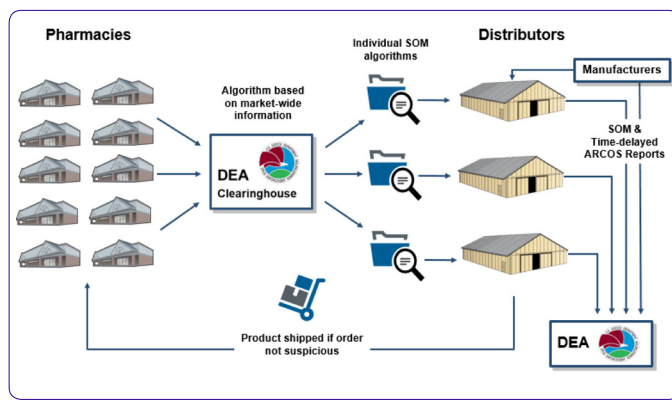 Pharmacies
Individual SOM
algorithms
Distributors
Manufacturers
Algorithm based
on market-wide
information
SOM &
Time-delayed
ARCOS Reports
DEA
Clearinghouse
Product shipped if order
not suspicious
DEA